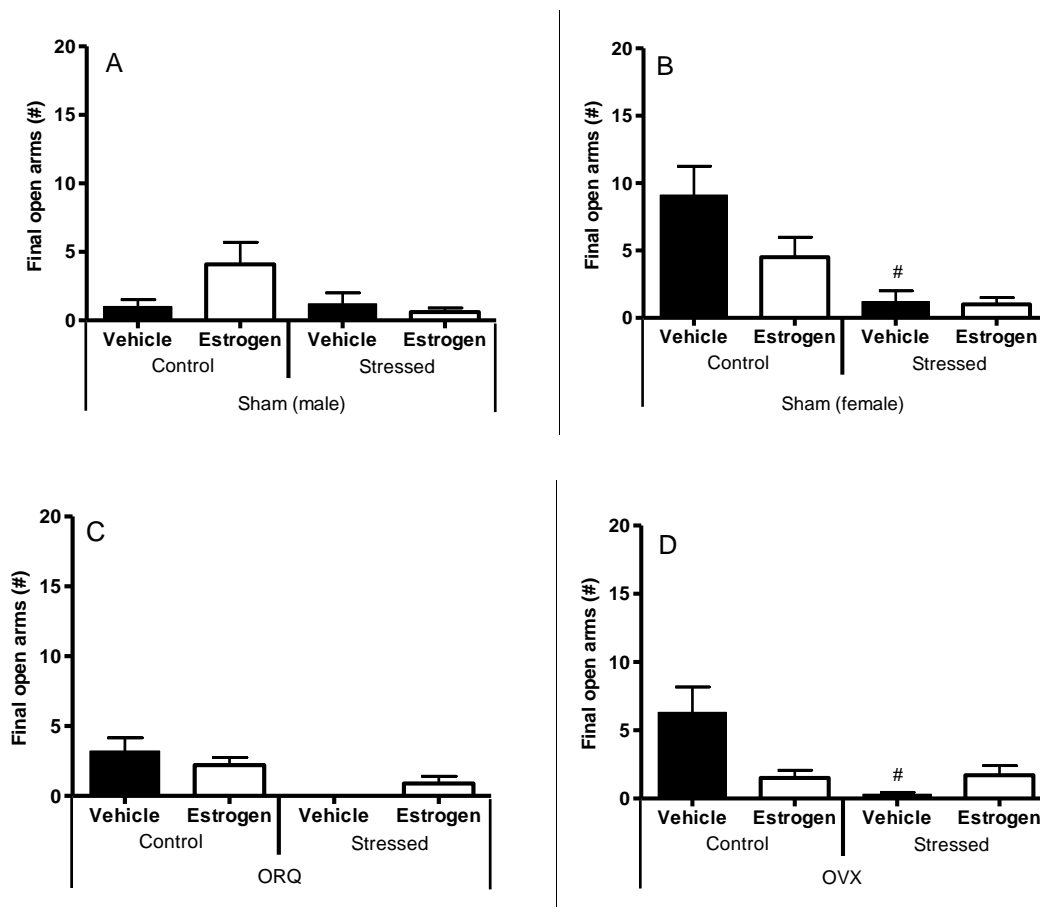 A
Final open arms (#)
20
15
10
5
0
Vehicle Estrogen Vehicle Estrogen
Control Stressed
Sham (male)
B
Final open arms (#)
20
15
10
5
0
#
Vehicle Estrogen Vehicle Estrogen
Control Stressed
Sham (female)
C
Final open arms (#)
20
15
10
5
0
Vehicle Estrogen Vehicle Estrogen
Control Stressed
ORQ
D
Final open arms (#)
20
15
10
5
0
#
Vehicle Estrogen Vehicle Estrogen
Control Stressed
OVX